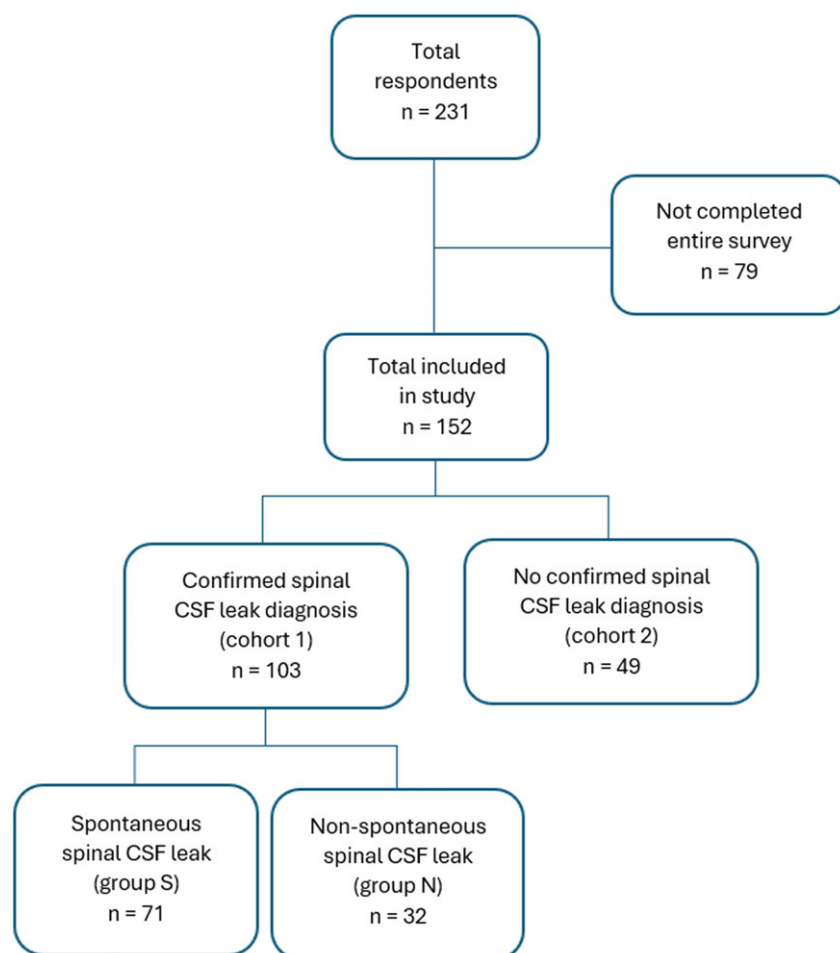 Total
respondents
n = 231
Not completed
entire survey
n = 79
Total included
in study
n = 152
Confirmed spinal
CSF leak diagnosis
(cohort 1)
n = 103
No confirmed spinal
CSF leak diagnosis
(cohort 2)
n = 49
Spontaneous
spinal CSF leak
(group S)
n = 71
Non-spontaneous
spinal CSF leak
(group N)
n = 32